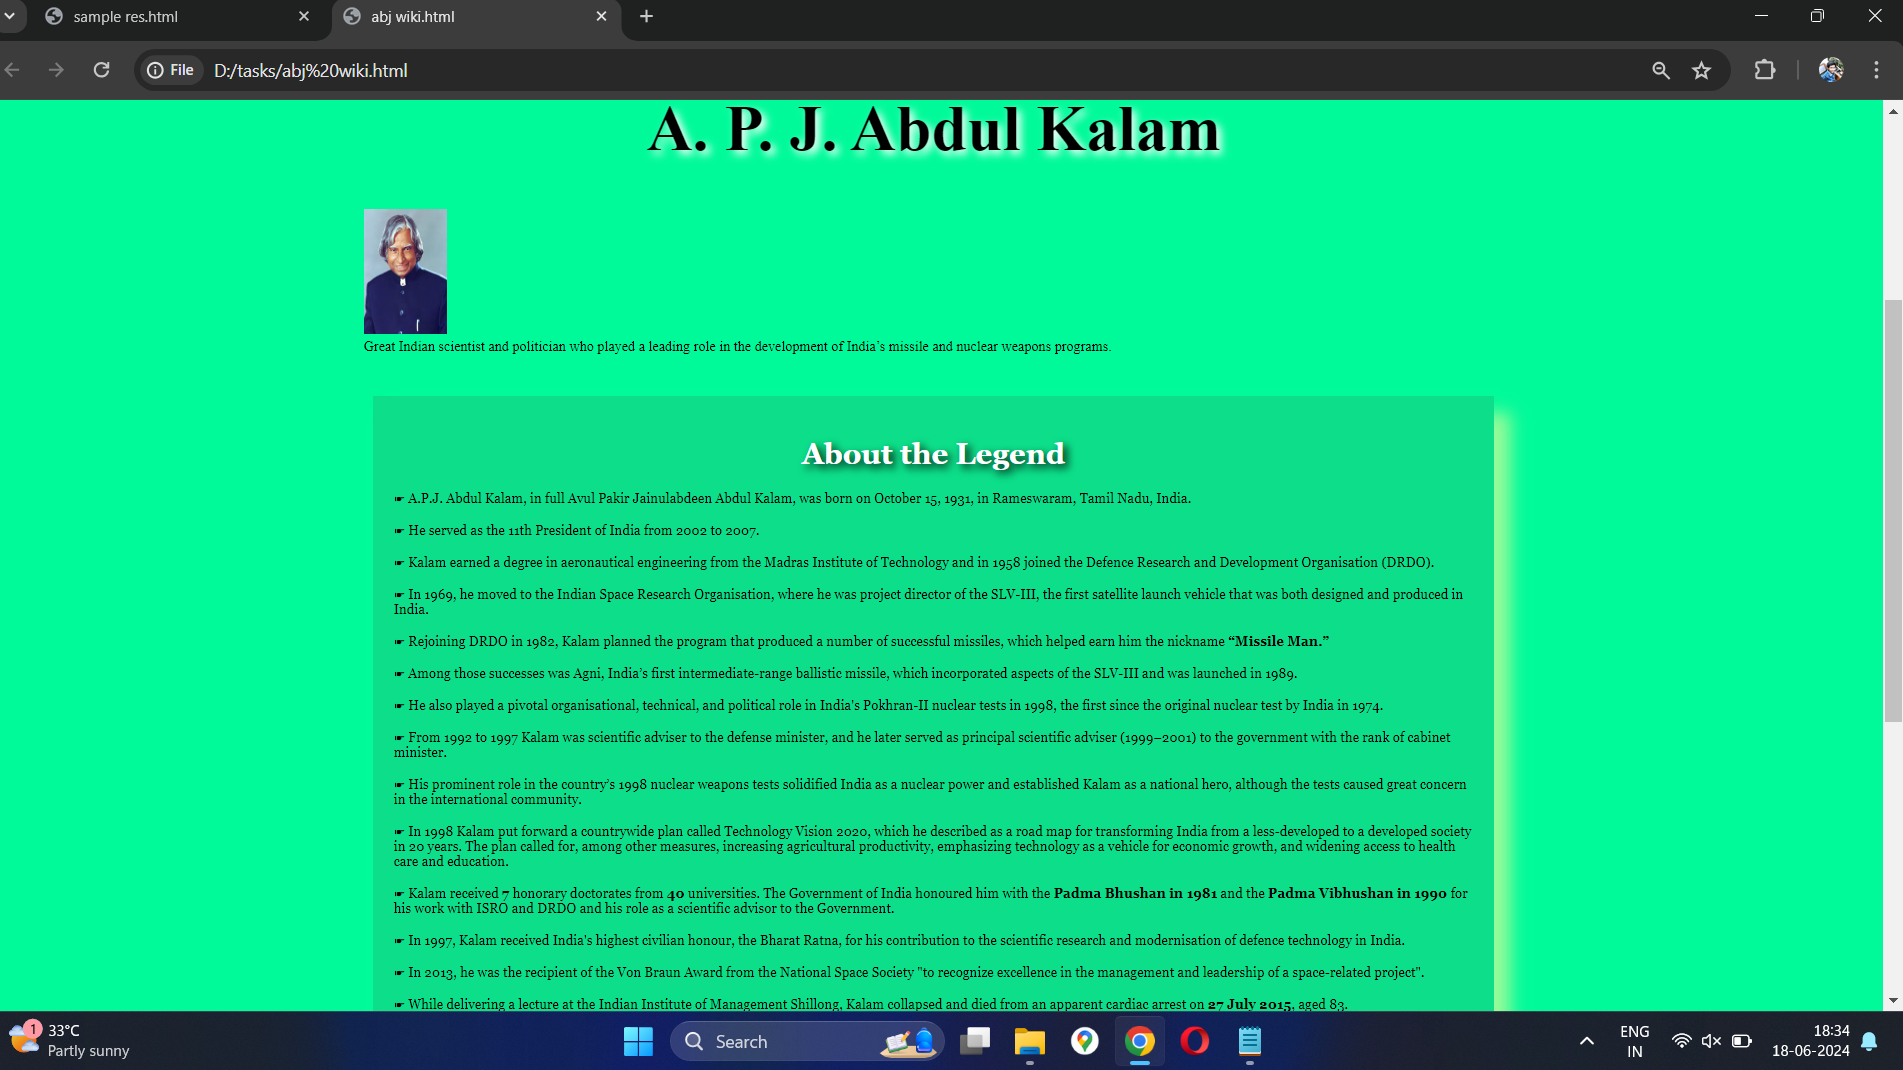 sample res.html
abj wiki.html
File
D:/tasks/abj%20wiki.html
A. P. J. Abdul Kalam
Great Indian scientist and politician who played a leading role in the development of India’s missile and nuclear weapons programs.
About the Legend
☛ A.P.J. Abdul Kalam, in full Avul Pakir Jainulabdeen Abdul Kalam, was born on October 15, 1931, in Rameswaram, Tamil Nadu, India.
☛ He served as the 11th President of India from 2002 to 2007.
☛ Kalam earned a degree in aeronautical engineering from the Madras Institute of Technology and in 1958 joined the Defence Research and Development Organisation (DRDO).
☛ In 1969, he moved to the Indian Space Research Organisation, where he was project director of the SLV-III, the first satellite launch vehicle that was both designed and produced in
India.
☛ Rejoining DRDO in 1982, Kalam planned the program that produced a number of successful missiles, which helped earn him the nickname “Missile Man.”
☛ Among those successes was Agni, India’s first intermediate-range ballistic missile, which incorporated aspects of the SLV-III and was launched in 1989.
☛ He also played a pivotal organisational, technical, and political role in India's Pokhran-II nuclear tests in 1998, the first since the original nuclear test by India in 1974.
☛ From 1992 to 1997 Kalam was scientific adviser to the defense minister, and he later served as principal scientific adviser (1999–2001) to the government with the rank of cabinet
minister.
☛ His prominent role in the country’s 1998 nuclear weapons tests solidified India as a nuclear power and established Kalam as a national hero, although the tests caused great concern
in the international community.
☛ In 1998 Kalam put forward a countrywide plan called Technology Vision 2020, which he described as a road map for transforming India from a less-developed to a developed society
in 20 years. The plan called for, among other measures, increasing agricultural productivity, emphasizing technology as a vehicle for economic growth, and widening access to health
care and education.
☛ Kalam received 7 honorary doctorates from 40 universities. The Government of India honoured him with the Padma Bhushan in 1981 and the Padma Vibhushan in 1990 for
his work with ISRO and DRDO and his role as a scientific advisor to the Government.
☛ In 1997, Kalam received India's highest civilian honour, the Bharat Ratna, for his contribution to the scientific research and modernisation of defence technology in India.
☛ In 2013, he was the recipient of the Von Braun Award from the National Space Society "to recognize excellence in the management and leadership of a space-related project".
☛ While delivering a lecture at the Indian Institute of Management Shillong, Kalam collapsed and died from an apparent cardiac arrest on 27 July 2015, aged 83.
1
33°C
Partly sunny
Search
ENG
IN
18:34
18-06-2024